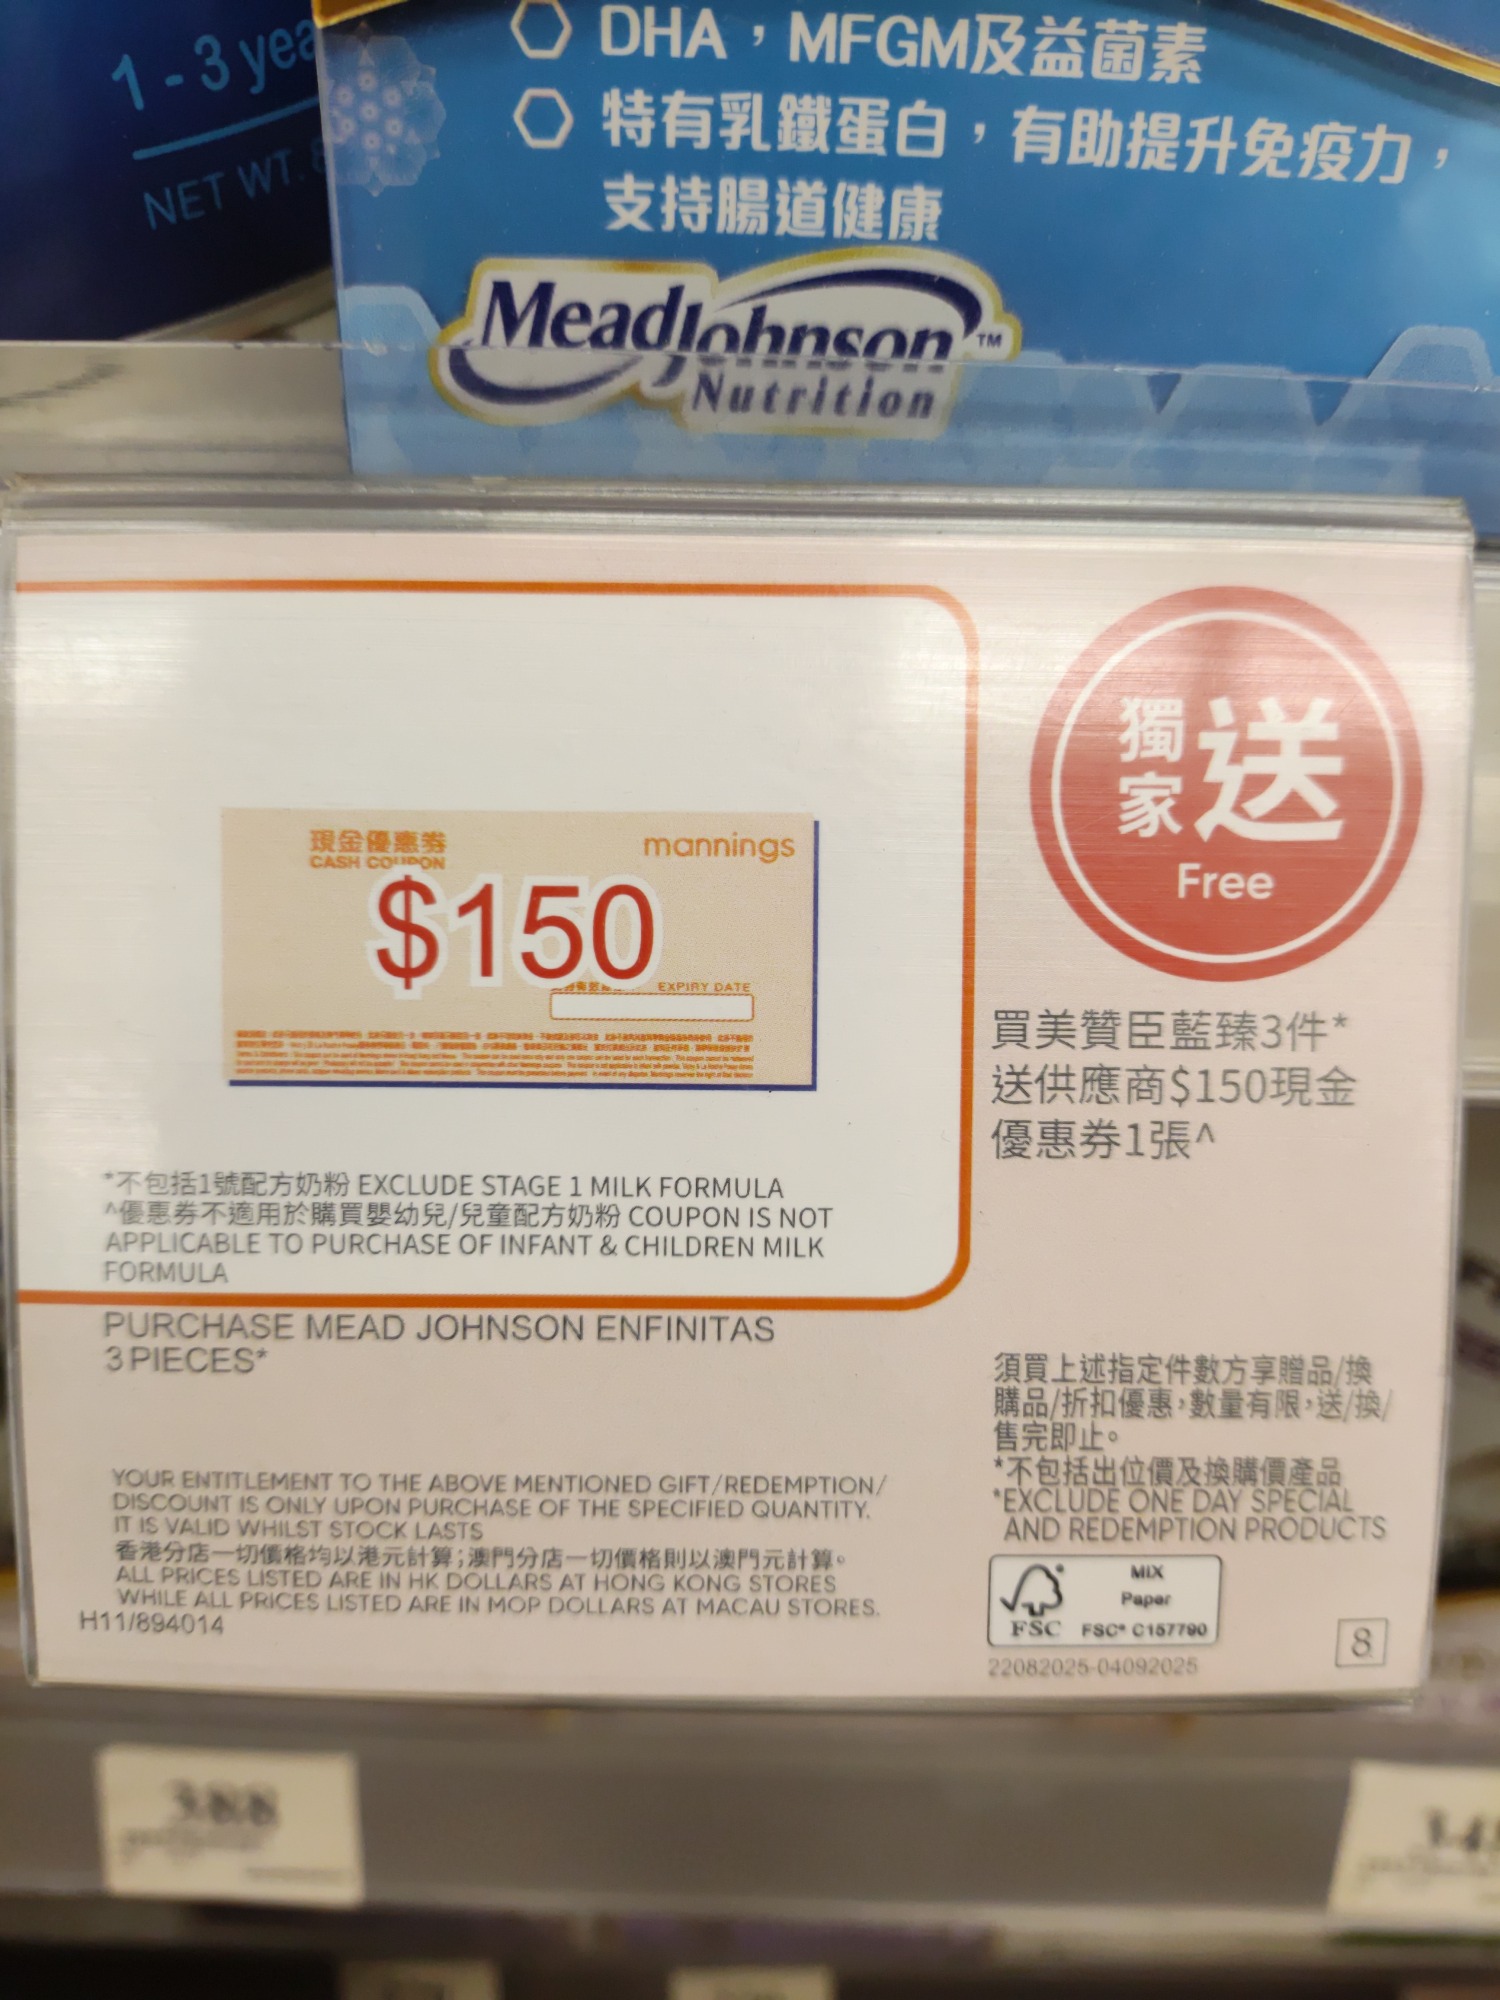 1 - 3
NET WT.
DHA，MFGM及益菌素
特有乳鐵蛋白，有助提升免疫力，
支持腸道健康
MeadJohnson™
Nutrition
現金優惠券
CASH COUPON
mannings
$150
EXPIRY DATE
獨家送
Free
買美贊臣藍臻3件*
送供應商$150現金
優惠券1張^
*不包括1號配方奶粉 EXCLUDE STAGE 1 MILK FORMULA
^優惠券不適用於購買嬰幼兒/兒童配方奶粉 COUPON IS NOT
APPLICABLE TO PURCHASE OF INFANT & CHILDREN MILK
FORMULA
PURCHASE MEAD JOHNSON ENFINITAS
3 PIECES*
須買上述指定件數方享贈品/換
購品/折扣優惠，數量有限，送/換/
售完即止。
*不包括出位價及換購價產品
*EXCLUDE ONE DAY SPECIAL
AND REDEMPTION PRODUCTS
YOUR ENTITLEMENT TO THE ABOVE MENTIONED GIFT/REDEMPTION/
DISCOUNT IS ONLY UPON PURCHASE OF THE SPECIFIED QUANTITY.
IT IS VALID WHILST STOCK LASTS
香港分店一切價格均以港元計算；澳門分店一切價格則以澳門元計算。
ALL PRICES LISTED ARE IN HK DOLLARS AT HONG KONG STORES
WHILE ALL PRICES LISTED ARE IN MOP DOLLARS AT MACAU STORES.
H11/894014
MIX
Paper
FSC
FSC® C157790
22082025-04092025
8
388